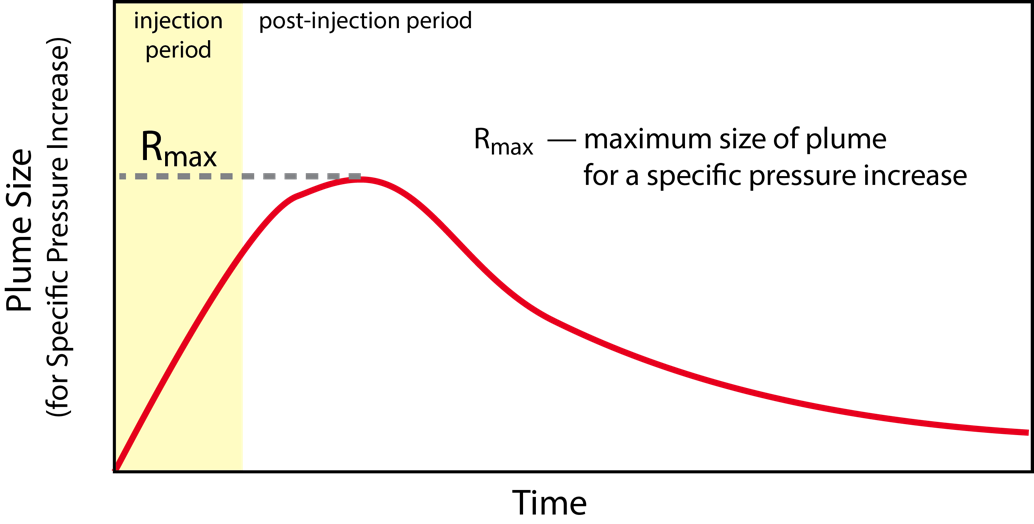 injection
period
post-injection period
Rmax
Rmax — maximum size of plume
for a specific pressure increase
Plume Size
(for Specific Pressure Increase)
Time